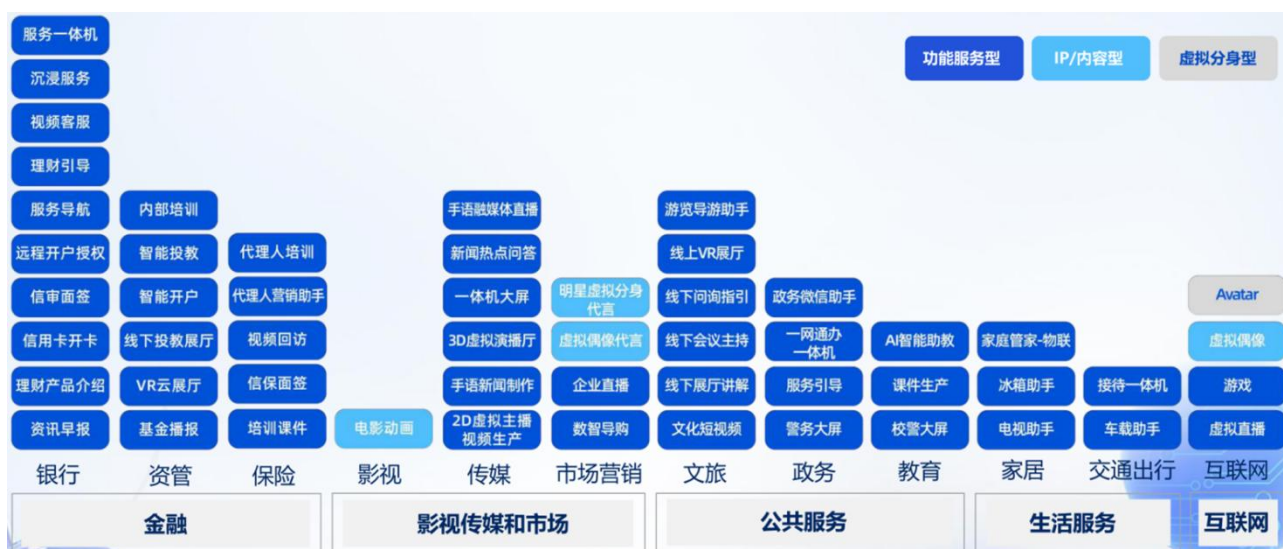 服务一体机
功能服务型 IP/内容型 虚拟分身型
沉浸服务
视频客服
理财引导
服务导航 内部培训 手语融媒体直播 游览导游助手
远程开户授权 智能投教 代理人培训 新闻热点问答 线上VR展厅
信审面签 智能开户 代理人营销助手 一体机大屏 明星虚拟分身
代言 线下问询指引 政务微信助手 Avatar
信用卡开卡 线下投教展厅 视频回访 3D虚拟演播厅 虚拟偶像代言 线下会议主持 一网通办
一体机 AI智能助教 家庭管家-物联 虚拟偶像
理财产品介绍 VR云展厅 信保面签 手语新闻制作 企业直播 线下展厅讲解 服务引导 课件生产 冰箱助手 接待一体机 游戏
资讯早报 基金播报 培训课件 电影动画 2D虚拟主播
视频生产 数智导购 文化短视频 警务大屏 校警大屏 电视助手 车载助手 虚拟直播
银行 资管 保险 影视 传媒 市场营销 文旅 政务 教育 家居 交通出行 互联网
金融 影视传媒和市场 公共服务 生活服务 互联网